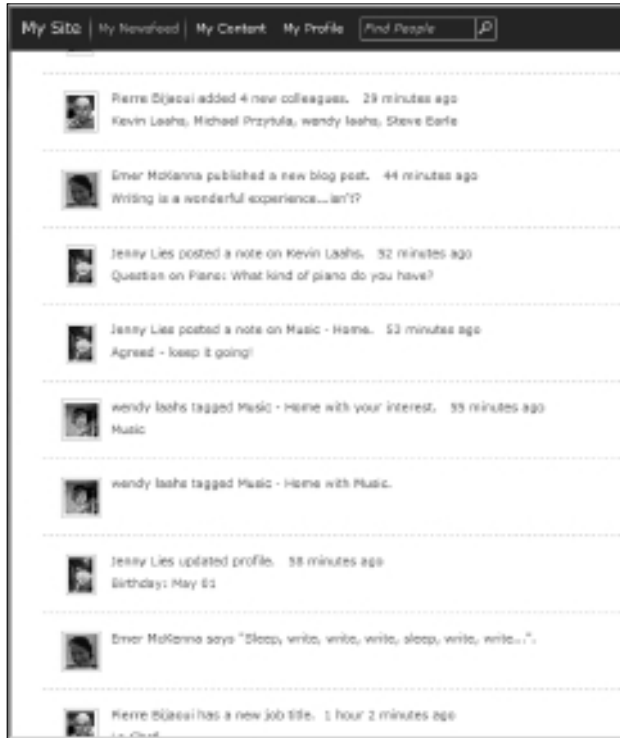 My Site | My Newsfeed | My Content My Profile Find People
Pierre Bijaoui added 4 new colleagues. 29 minutes ago
Kevin Laahs, Michael Przytula, wendy laahs, Steve Earle
Emer McKenna published a new blog post. 44 minutes ago
Writing is a wonderful experience...isn't?
Jenny Lies posted a note on Kevin Laahs. 52 minutes ago
Question on Piano: What kind of piano do you have?
Jenny Lies posted a note on Music - Home. 53 minutes ago
Agreed - keep it going!
wendy laahs tagged Music - Home with your interest. 55 minutes ago
Music
wendy laahs tagged Music - Home with Music.
Jenny Lies updated profile. 58 minutes ago
Birthday: May 01
Emer McKenna says "Sleep, write, write, write, sleep, write, write...".
Pierre Bijaoui has a new job title. 1 hour 2 minutes ago
Le Chef